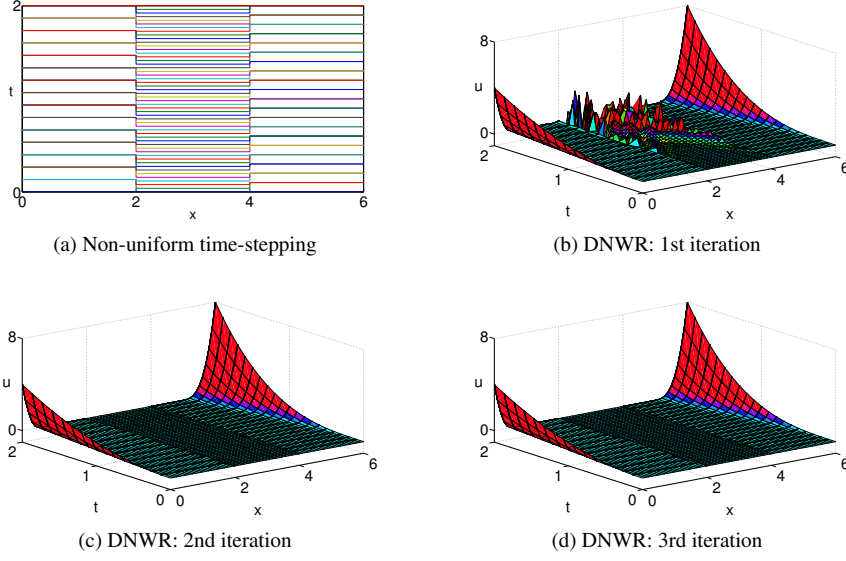 2
t
0
0 2 4 6
x
(a) Non-uniform time-stepping
8
u
0
2
1
t
0 0
2
4
6
x
(b) DNWR: 1st iteration
8
u
0
2
1
t
0 0
2
4
6
x
(c) DNWR: 2nd iteration
8
u
0
2
1
t
0 0
2
4
6
x
(d) DNWR: 3rd iteration